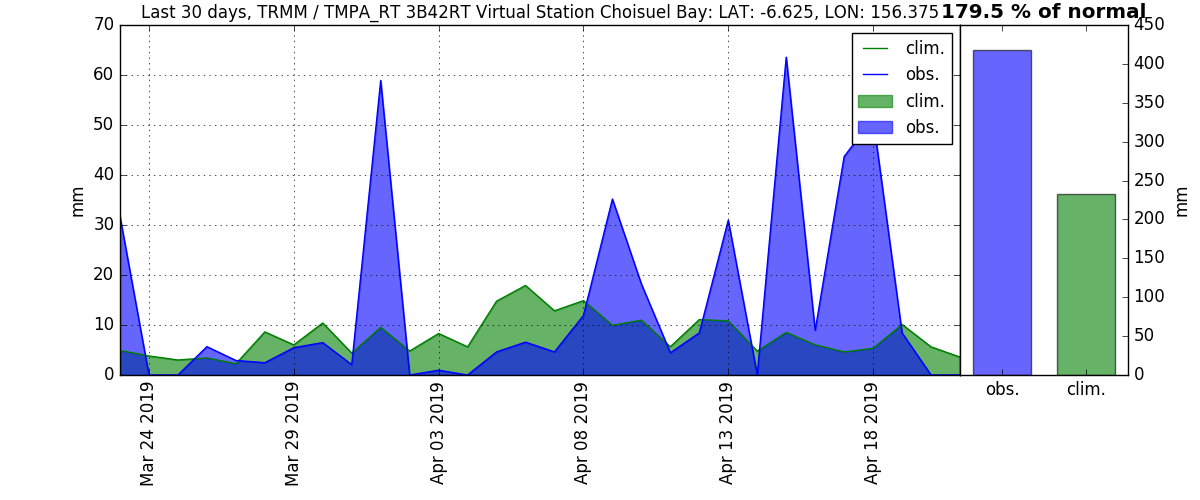 Last 30 days, TRMM / TMPA_RT 3B42RT Virtual Station Choisuel Bay: LAT: -6.625, LON: 156.375
179.5 % of normal
70
60
50
40
30
20
10
0
mm
clim.
obs.
clim.
obs.
450
400
350
300
250
200
150
100
50
0
mm
Mar 24 2019
Mar 29 2019
Apr 03 2019
Apr 08 2019
Apr 13 2019
Apr 18 2019
obs.
clim.